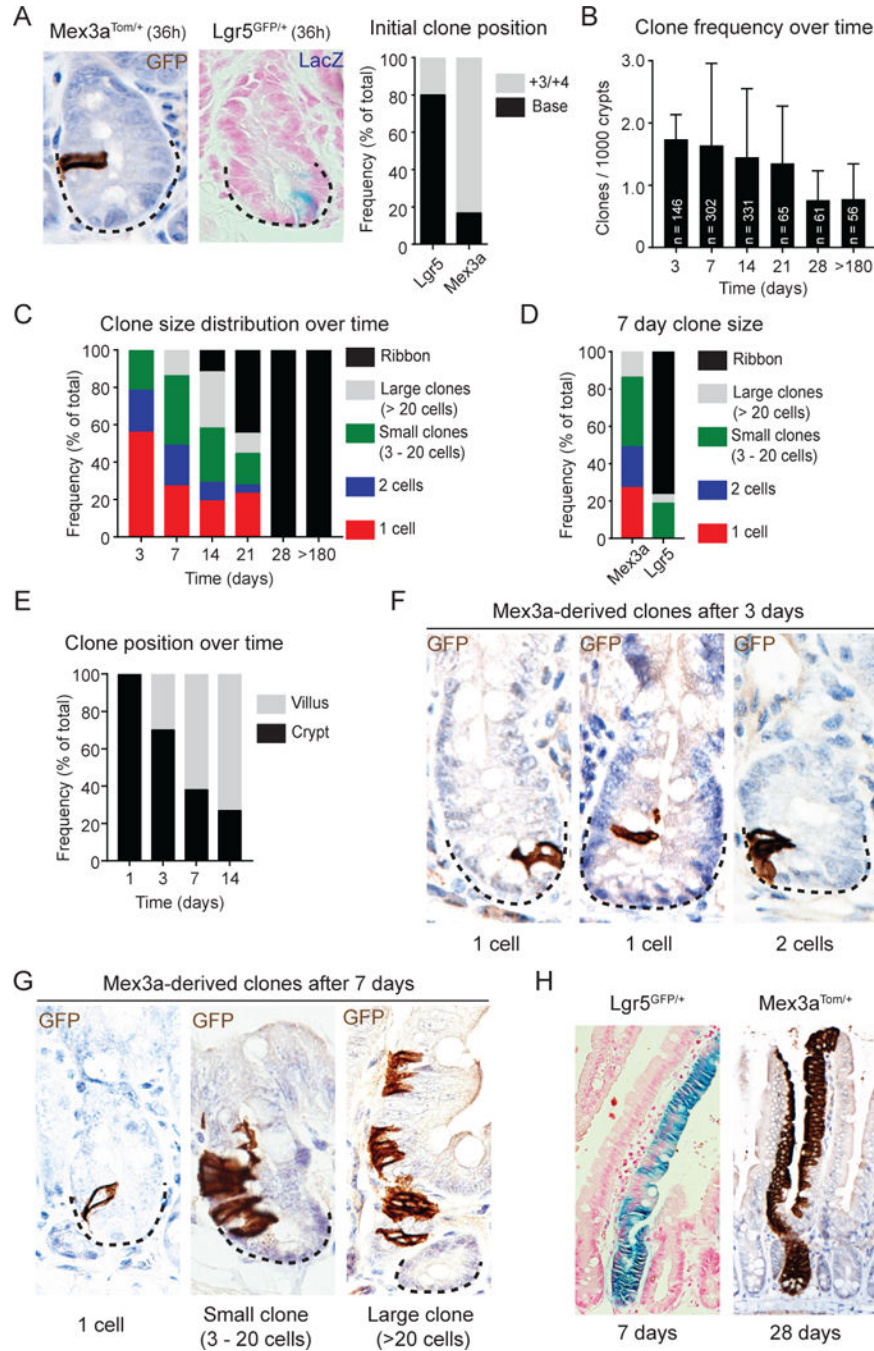 A
Mex3aTom/+ (36h)
GFP
Lgr5GFP/+ (36h)
LacZ
Initial clone position
Frequency (% of total)
100
80
60
40
20
0
Lgr5
Mex3a
+3/+4
Base
B
Clone frequency over time
Clones / 1000 crypts
3.0
2.0
1.0
0
n = 146
n = 302
n = 331
n = 65
n = 61
n = 56
3 7 14 21 28 >180
Time (days)
C
Clone size distribution over time
Frequency (% of total)
100
80
60
40
20
0
3 7 14 21 28 >180
Time (days)
Ribbon
Large clones
(> 20 cells)
Small clones
(3 - 20 cells)
2 cells
1 cell
D
7 day clone size
Frequency (% of total)
100
80
60
40
20
0
Mex3a
Lgr5
Ribbon
Large clones
(> 20 cells)
Small clones
(3 - 20 cells)
2 cells
1 cell
E
Clone position over time
Frequency (% of total)
100
80
60
40
20
0
1 3 7 14
Time (days)
Villus
Crypt
F
Mex3a-derived clones after 3 days
GFP
GFP
GFP
1 cell
1 cell
2 cells
G
Mex3a-derived clones after 7 days
GFP
GFP
GFP
1 cell
Small clone
(3 - 20 cells)
Large clone
(>20 cells)
H
Lgr5GFP/+
Mex3aTom/+
7 days
28 days